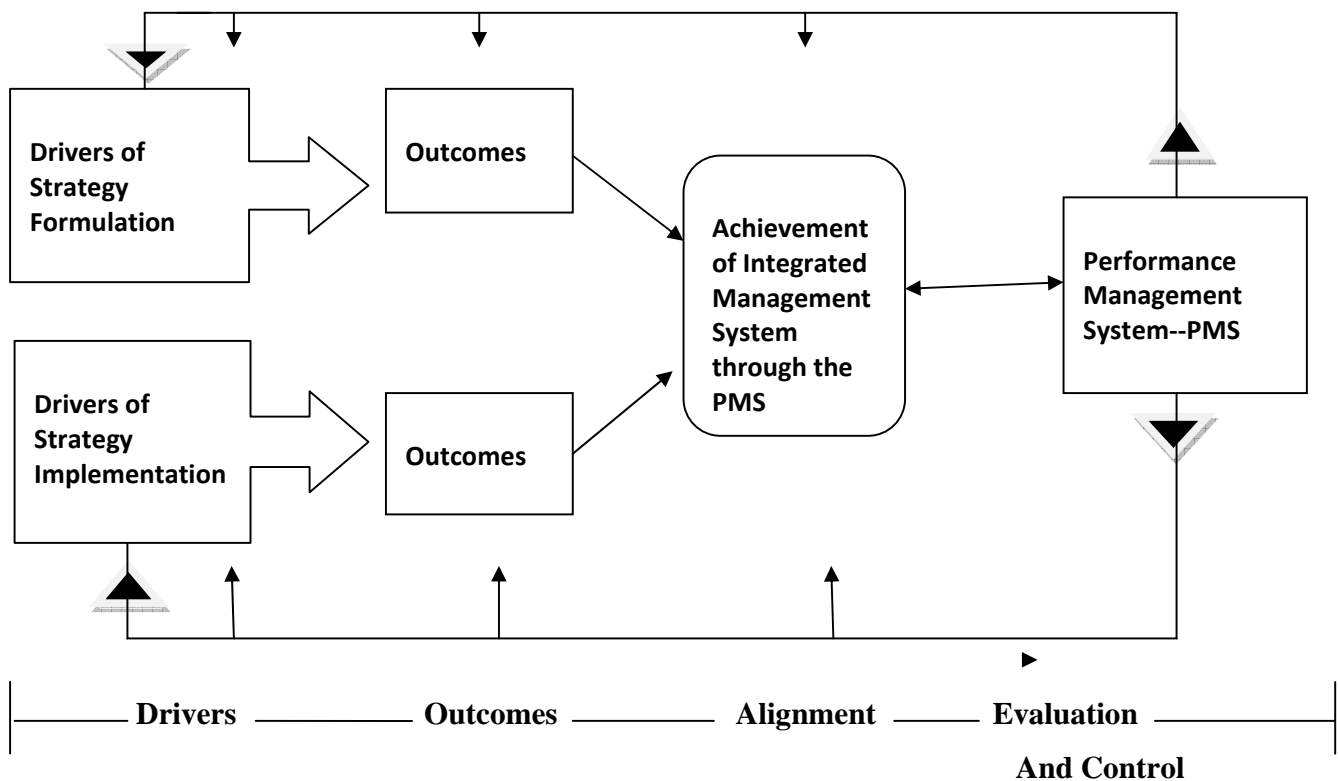 Drivers of
Strategy
Formulation
Outcomes
Achievement
of Integrated
Management
System
through the
PMS
Performance
Management
System--PMS
Drivers of
Strategy
Implementation
Outcomes
Drivers
Outcomes
Alignment
Evaluation
And Control